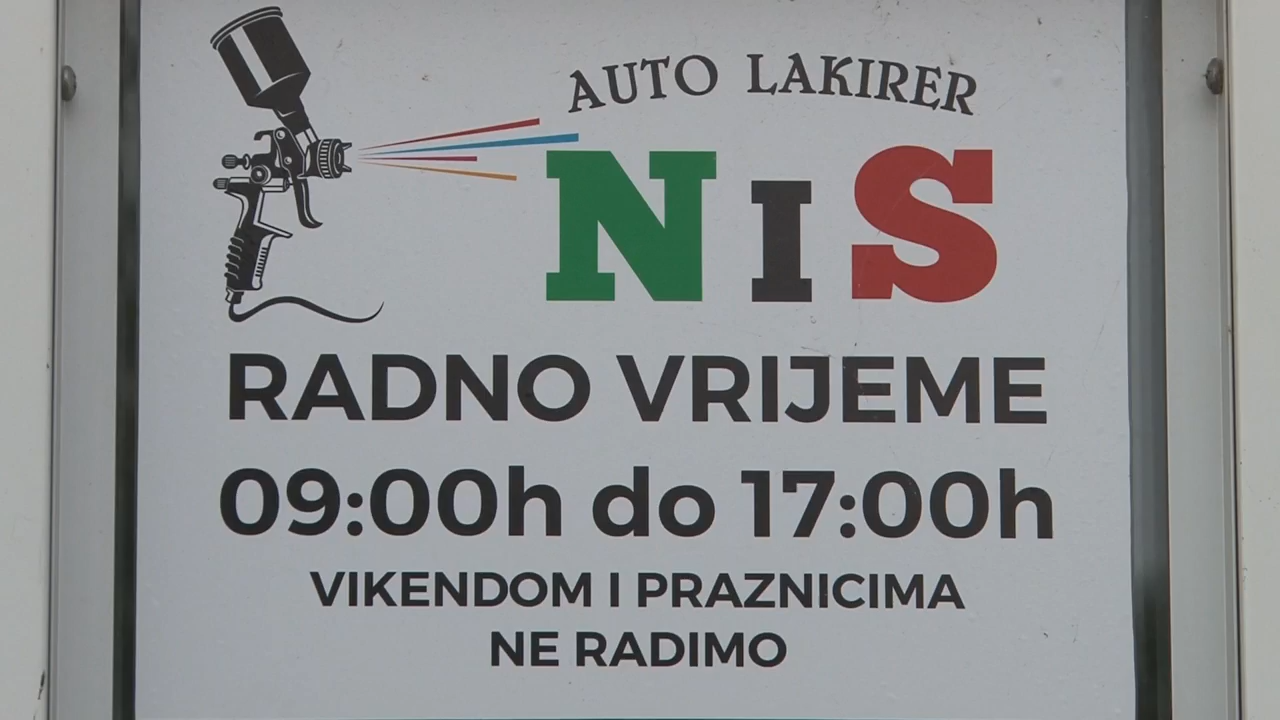 AUTO LAKIRER
NIS
RADNO VRIJEME
09:00h do 17:00h
VIKENDOM I PRAZNICIMA
NE RADIMO